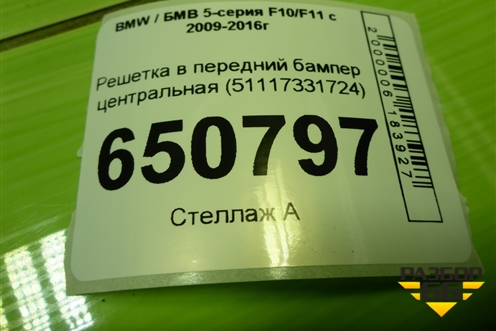 BMW / БМВ 5-серия F10/F11 с
2009-2016г
Решетка в передний бампер
центральная (51117331724)
650797
Стеллаж А
2000006183927
РАЗБОР